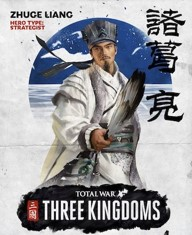 ZHUGE LIANG
HERO TYPE:
STRATEGIST
諸葛亮
TOTAL WAR
三國
THREE KINGDOMS